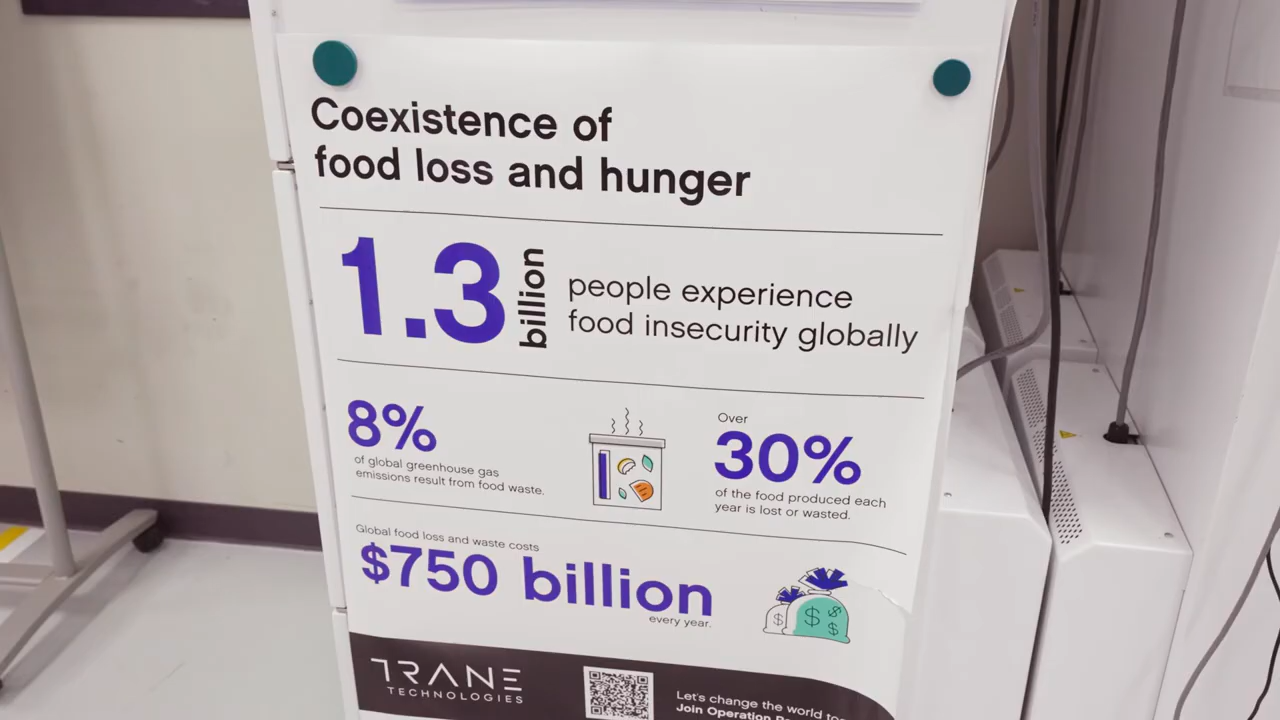 Coexistence of
food loss and hunger
1.3 billion
people experience
food insecurity globally
8%
of global greenhouse gas
emissions result from food waste.
Over
30%
of the food produced each
year is lost or wasted.
Global food loss and waste costs
$750 billion
every year.
$
$
$
$
TRANE
TECHNOLOGIES
Let's change the world
Join Operation